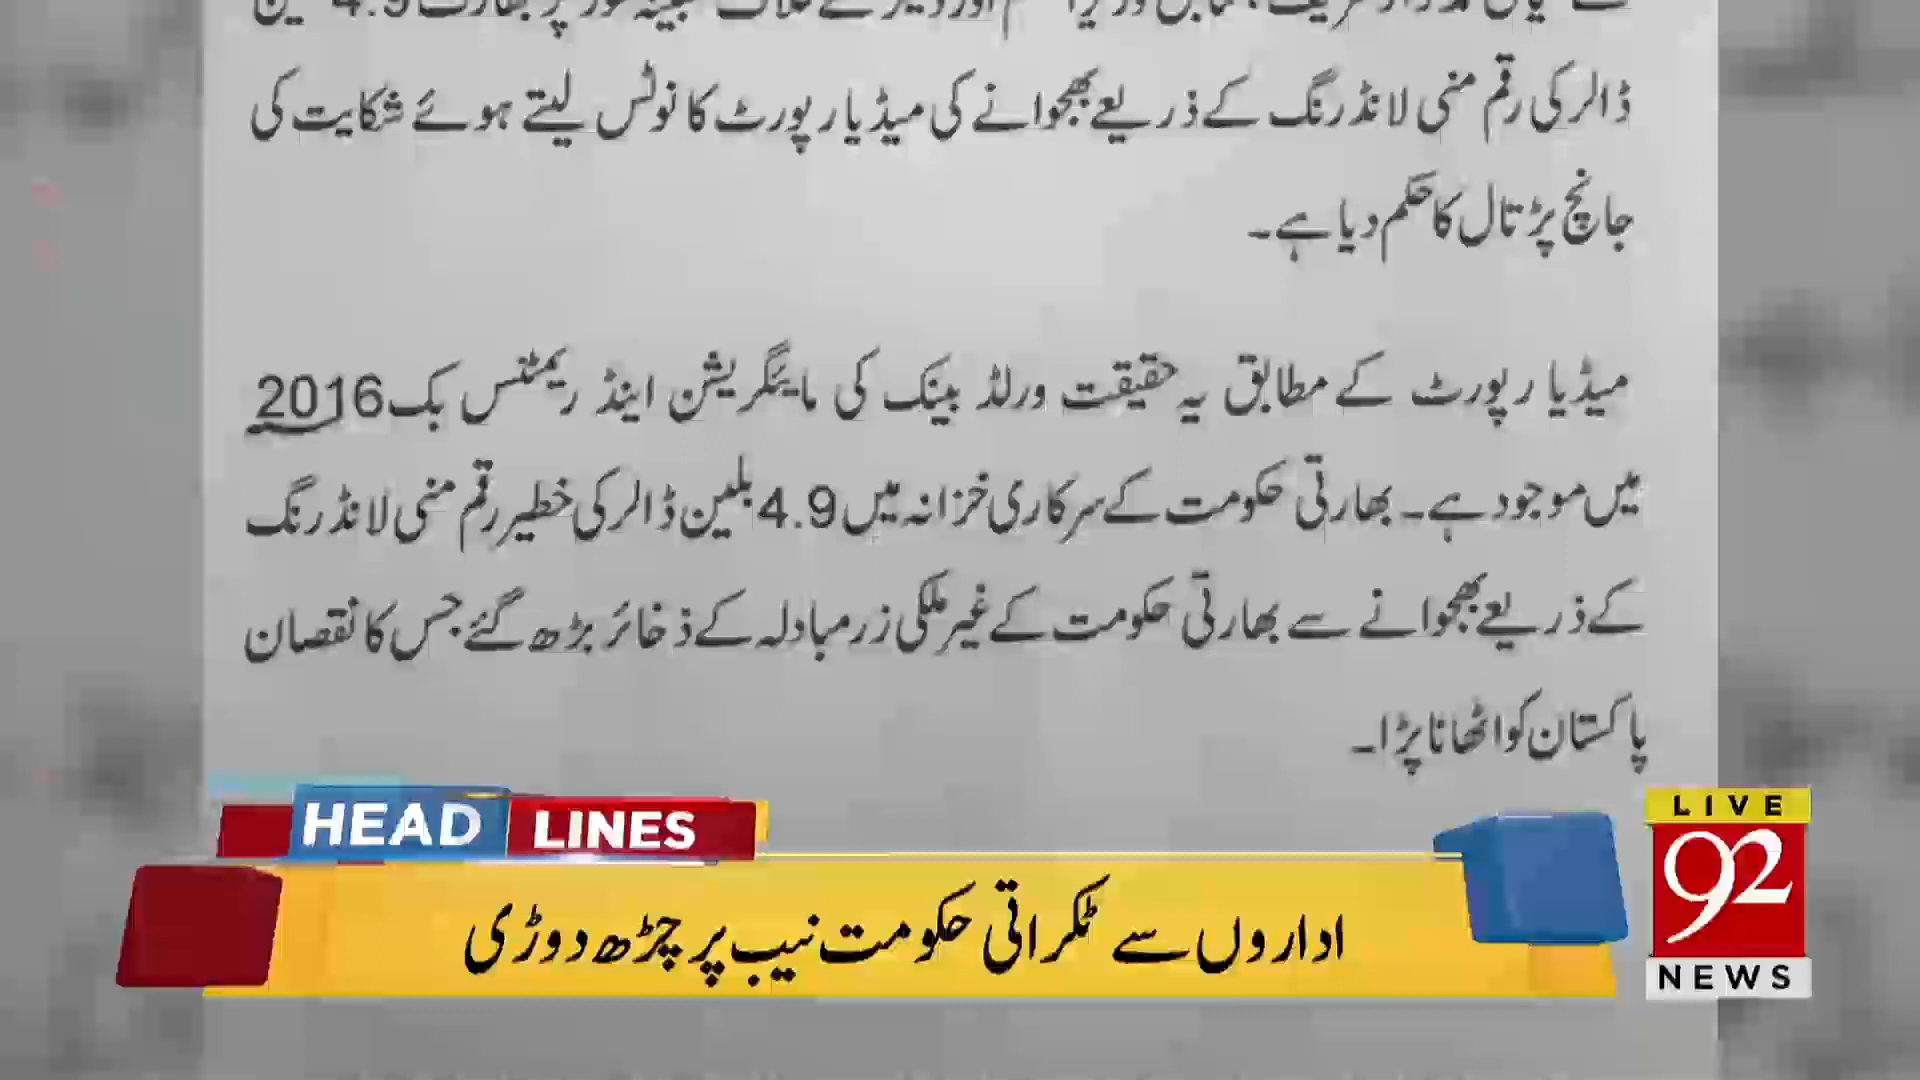 ڈالر کی رقم منی لانڈرنگ کے ذریعے بھجوانے کی میڈیا رپورٹ کا نوٹس لیتے ہوئے شکایت کی
جانچ پڑتال کا حکم دیا ہے۔
میڈیا رپورٹ کے مطابق یہ حقیقت ورلڈ بینک کی مائیگریشن اینڈ ریمٹنس بک 2016
میں موجود ہے۔ بھارتی حکومت کے سرکاری خزانہ میں 4.9 بلین ڈالر کی خطیر رقم منی لانڈرنگ
کے ذریعے بھجوانے سے بھارتی حکومت کے غیر ملکی زرمبادلہ کے ذخائر بڑھ گئے جس کا نقصان
پاکستان کو اٹھانا پڑا۔
HEAD LINES
اداروں سے ٹکراتی حکومت نیب پر چڑھ دوڑی
LIVE
92
NEWS